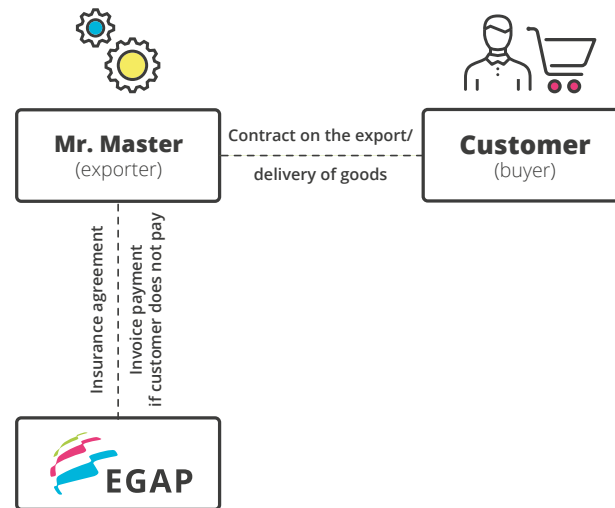 Mr. Master
(exporter)
Contract on the export/
delivery of goods
Customer
(buyer)
Insurance agreement
Invoice payment
if customer does not pay
EGAP